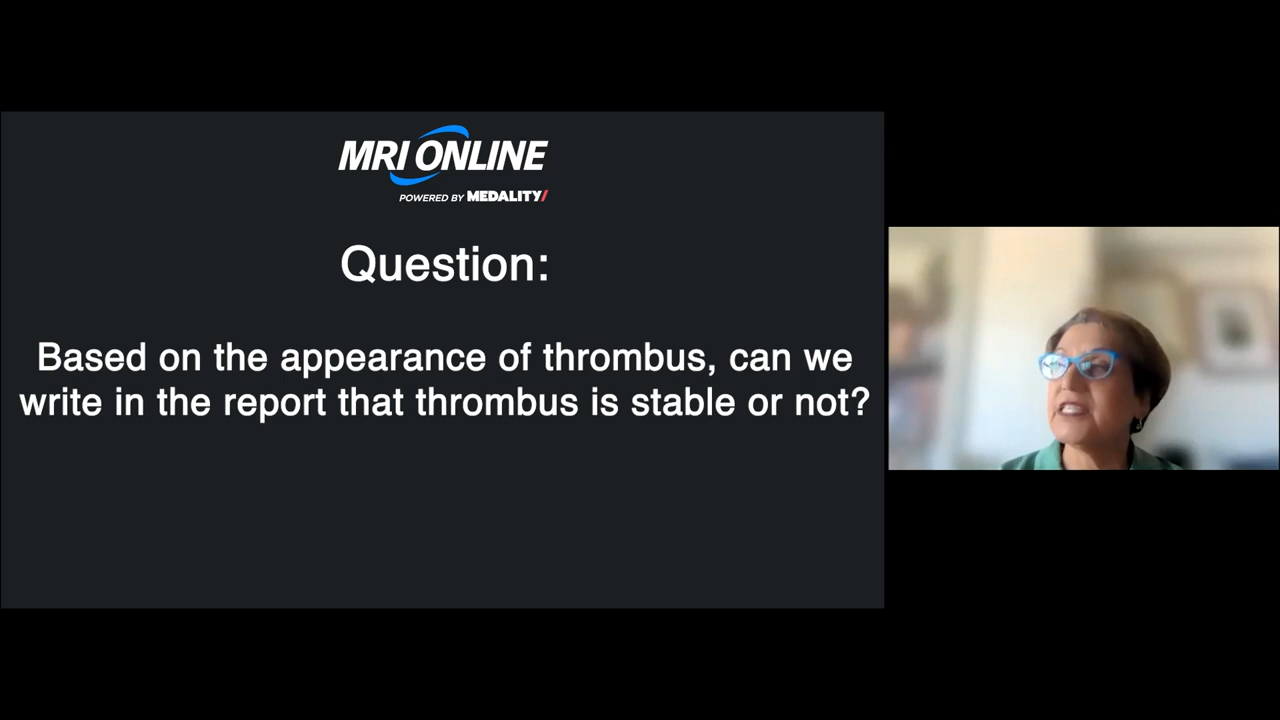 MRI ONLINE
POWERED BY MEDALITY/
Question:
Based on the appearance of thrombus, can we
write in the report that thrombus is stable or not?